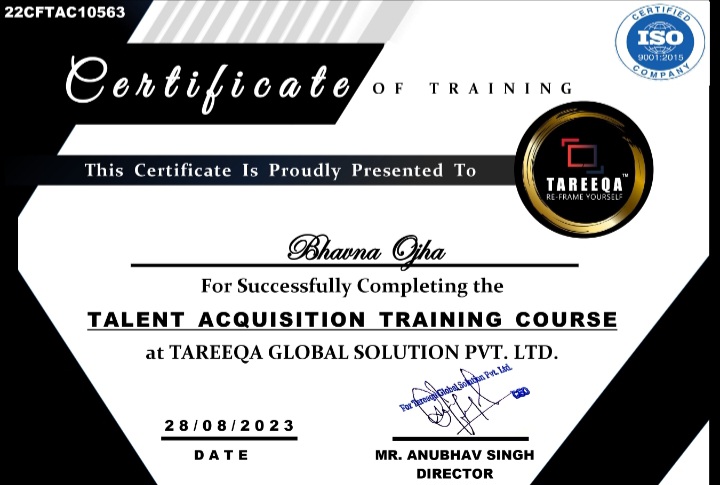 22CFTAC10563
CERTIFIED
ISO
9001:2015
COMPANY
Certificate OF TRAINING
This Certificate Is Proudly Presented To
TAREEQA™
RE-FRAME YOURSELF
Bhavna Ojha
For Successfully Completing the
TALENT ACQUISITION TRAINING COURSE
at TAREEQA GLOBAL SOLUTION PVT. LTD.
For Tareeqa Global Solution Pvt. Ltd.
CEO
28/08/2023
DATE
MR. ANUBHAV SINGH
DIRECTOR